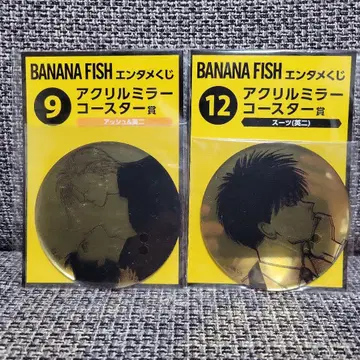 BANANA FISH エンタメくじ
9 アクリルミラー
コースター賞
アッシュ&英二
BANANA FISH エンタメくじ
12 アクリルミラー
コースター賞
スーツ(英二)